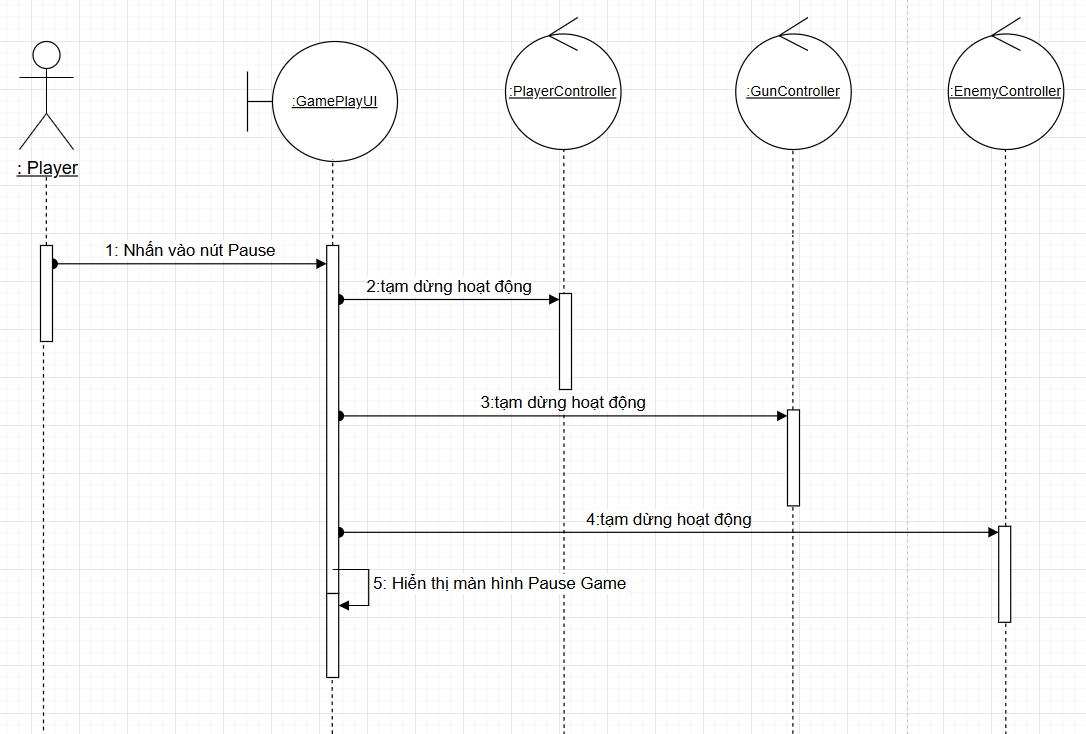 :GamePlayUI
:PlayerController
:GunController
:EnemyController
: Player
1: Nhấn vào nút Pause
2:tạm dừng hoạt động
3:tạm dừng hoạt động
4:tạm dừng hoạt động
5: Hiển thị màn hình Pause Game